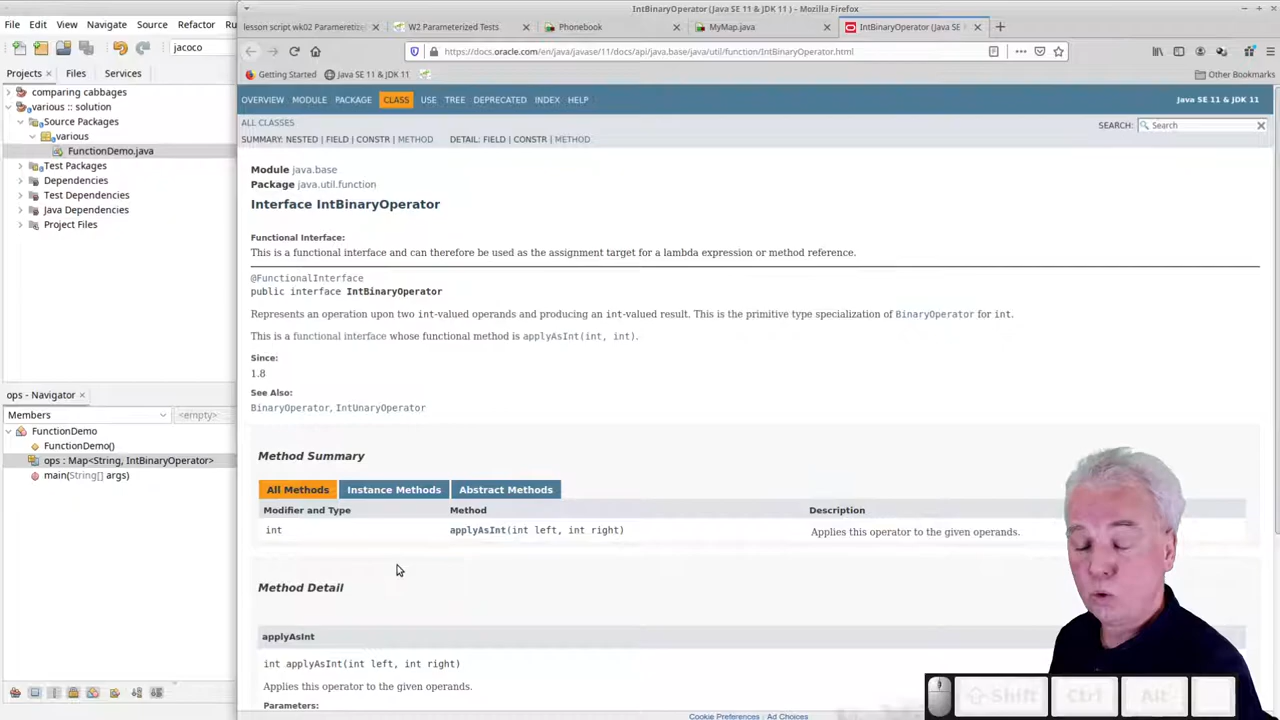 IntBinaryOperator (Java SE 11 & JDK 11 ) - Mozilla Firefox
File Edit View Navigate Source Refactor Ru
lesson script wk02 Parameretiz
W2 Parameterized Tests
Phonebook
MyMap.java
IntBinaryOperator (Java SE
jacoco
https://docs.oracle.com/en/java/javase/11/docs/api/java.base/java/util/function/IntBinaryOperator.html
Projects Files Services
Getting Started Java SE 11 & JDK 11 Other Bookmarks
comparing cabbages
various :: solution
Source Packages
various
FunctionDemo.java
Test Packages
Dependencies
Test Dependencies
Java Dependencies
Project Files
OVERVIEW MODULE PACKAGE CLASS USE TREE DEPRECATED INDEX HELP Java SE 11 & JDK 11
ALL CLASSES
SUMMARY: NESTED | FIELD | CONSTR | METHOD DETAIL: FIELD | CONSTR | METHOD SEARCH: Search
Module java.base
Package java.util.function
Interface IntBinaryOperator
Functional Interface:
This is a functional interface and can therefore be used as the assignment target for a lambda expression or method reference.
@FunctionalInterface
public interface IntBinaryOperator
Represents an operation upon two int-valued operands and producing an int-valued result. This is the primitive type specialization of BinaryOperator for int.
This is a functional interface whose functional method is applyAsInt(int, int).
Since:
1.8
See Also:
BinaryOperator, IntUnaryOperator
ops - Navigator
Members <empty>
FunctionDemo
FunctionDemo()
ops : Map<String, IntBinaryOperator>
main(String[] args)
Method Summary
All Methods Instance Methods Abstract Methods
Modifier and Type Method Description
int applyAsInt(int left, int right) Applies this operator to the given operands.
Method Detail
applyAsInt
int applyAsInt(int left, int right)
Applies this operator to the given operands.
Parameters:
Cookie Preferences | Ad Choices
Shift Ctrl Alt